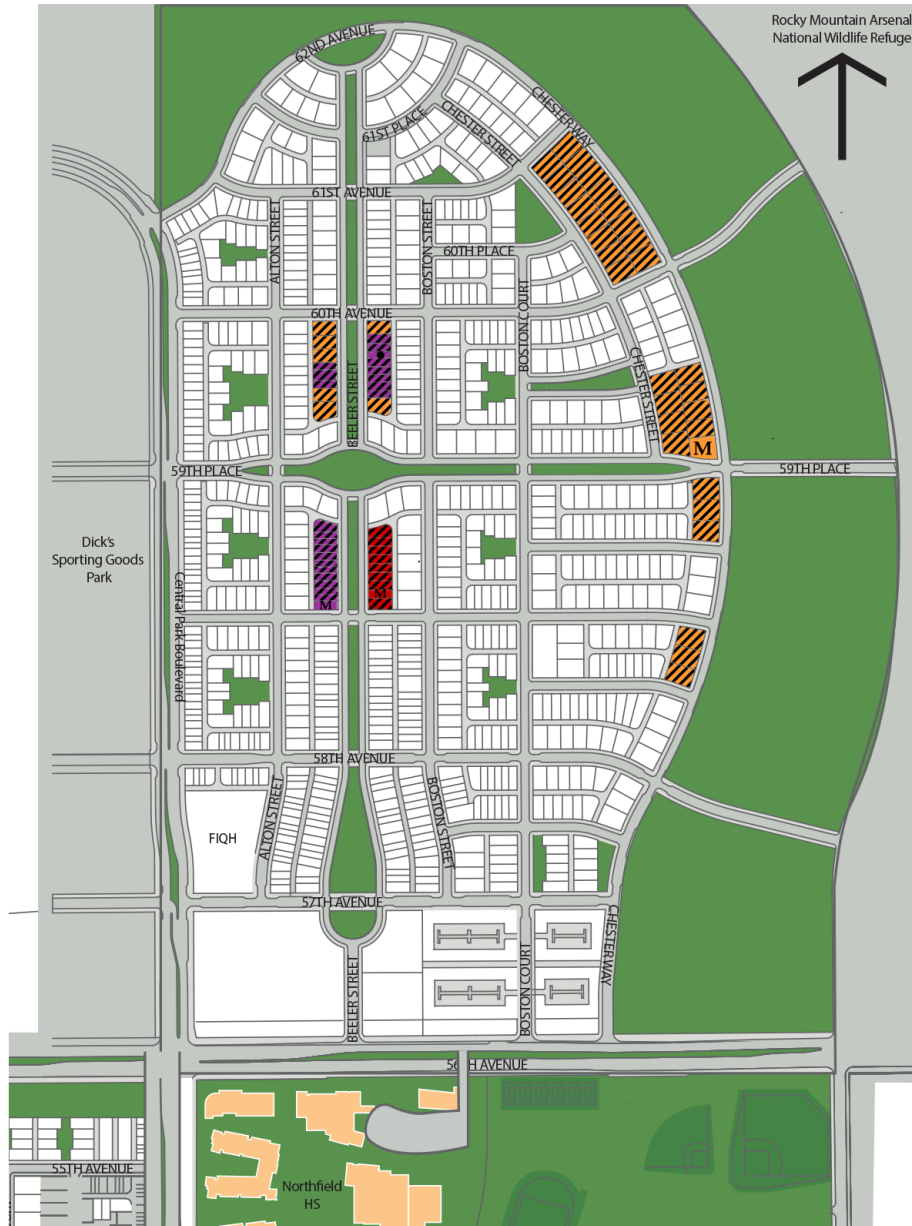 Rocky Mountain Arsenal
National Wildlife Refuge
62ND AVENUE
CHESTER WAY
61ST PLACE
CHESTER STREET
61ST AVENUE
ALTON STREET
BOSTON STREET
60TH PLACE
BOSTON COURT
60TH AVENUE
BEELER STREET
CHESTER STREET
M
59TH PLACE
59TH PLACE
Dick's
Sporting Goods
Park
Central Park Boulevard
M
M
58TH AVENUE
ALTON STREET
BOSTON STREET
FIQH
57TH AVENUE
CHESTER WAY
BEELER STREET
BOSTON COURT
56TH AVENUE
55TH AVENUE
Northfield
HS